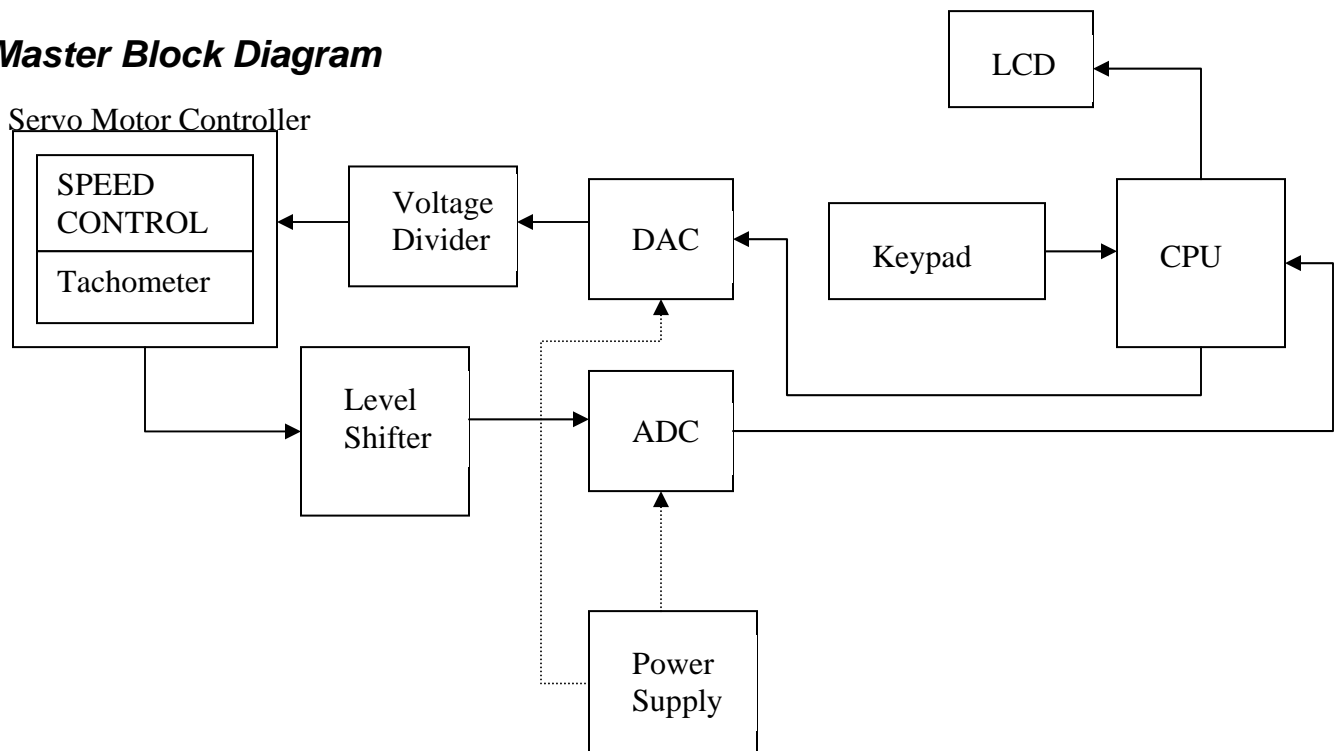 Master Block Diagram
LCD
Servo Motor Controller
SPEED
CONTROL
Tachometer
Voltage
Divider
DAC
Keypad
CPU
Level
Shifter
ADC
Power
Supply